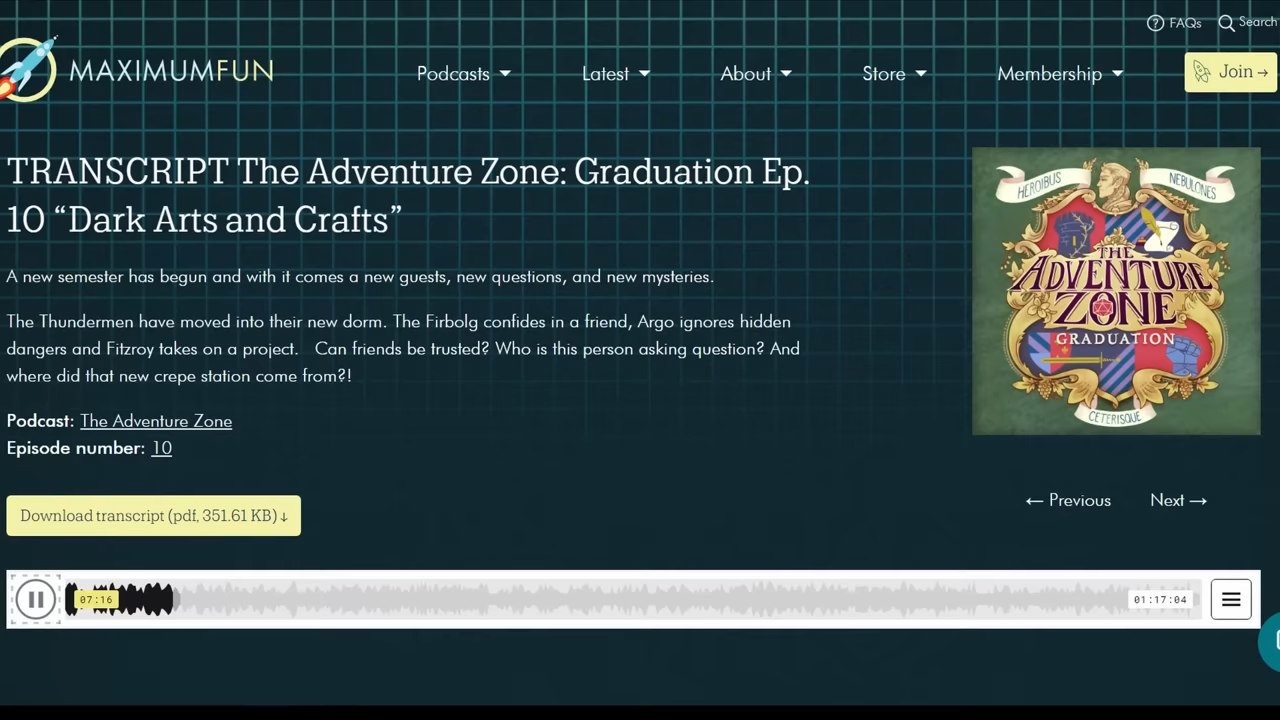 FAQs Search
MAXIMUMFUN
Podcasts Latest About Store Membership Join →
TRANSCRIPT The Adventure Zone: Graduation Ep.
10 “Dark Arts and Crafts”
A new semester has begun and with it comes a new guests, new questions, and new mysteries.
The Thundermen have moved into their new dorm. The Firbolg confides in a friend, Argo ignores hidden
dangers and Fitzroy takes on a project. Can friends be trusted? Who is this person asking question? And
where did that new crepe station come from?!
Podcast: The Adventure Zone
Episode number: 10
Download transcript (pdf, 351.61 KB)↓
HEROIBUS
NEBULONES
THE
ADVENTURE
ZONE
GRADUATION
CETERISQUE
← Previous Next →
07:16 01:17:04